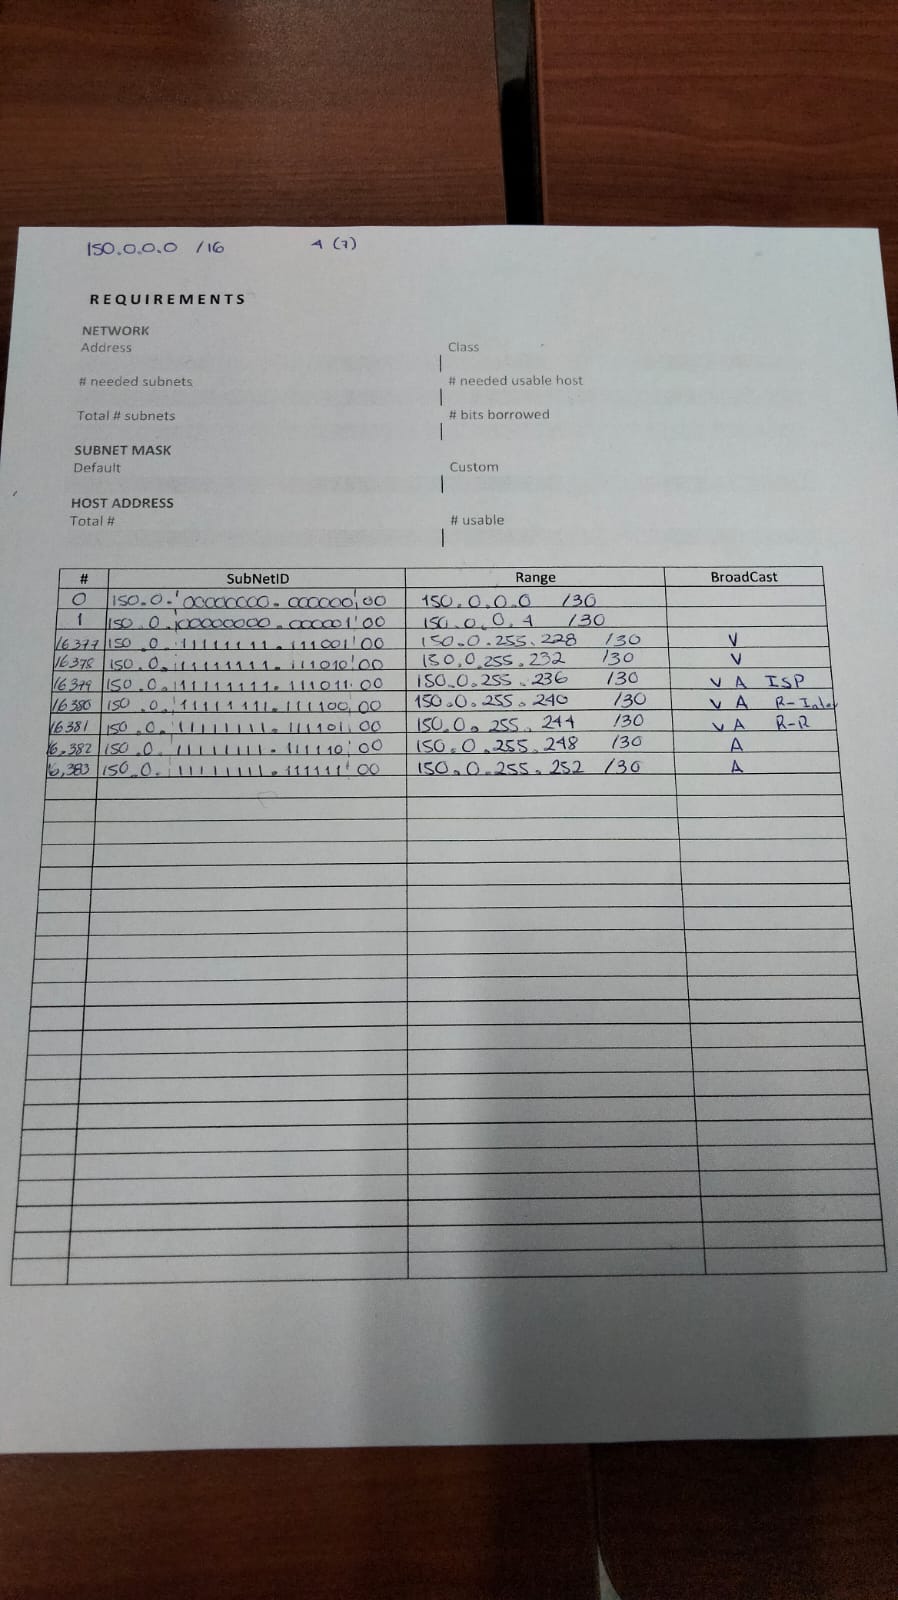 150.0.0.0 /16 4 (7)
REQUIREMENTS
NETWORK
Address Class
# needed subnets # needed usable host
Total # subnets # bits borrowed
SUBNET MASK
Default Custom
HOST ADDRESS
Total # # usable
# SubNetID Range BroadCast
0 150.0.00000000.000000|00 150.0.0.0 /30
1 150.0.00000000.000001|00 150.0.0.4 /30
16377 150.0.11111111.111001|00 150.0.255.228 /30 V
16378 150.0.11111111.111010|00 150.0.255.232 /30 V
16379 150.0.11111111.111011.00 150.0.255.236 /30 V A ISP
16380 150.0.11111111.111100|00 150.0.255.240 /30 V A
16381 150.0.11111111.111101|00 150.0.255.244 /30 V A R-R
16,382 150.0.11111111.111110|00 150.0.255.248 /30 A
16,383 150.0.11111111.111111|00 150.0.255.252 /30 A